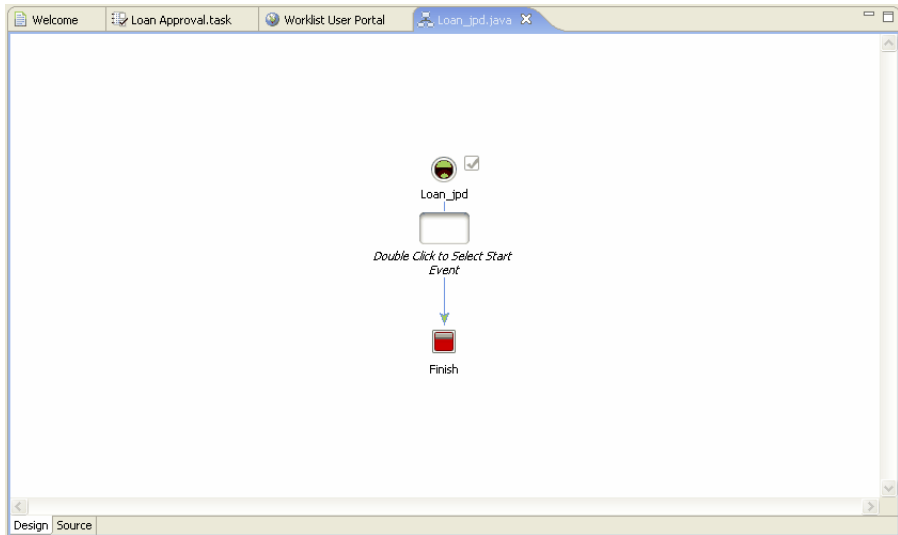 Welcome
Loan Approval.task
Worklist User Portal
Loan_jpd.java
Loan_jpd
Double Click to Select Start
Event
Finish
Design
Source